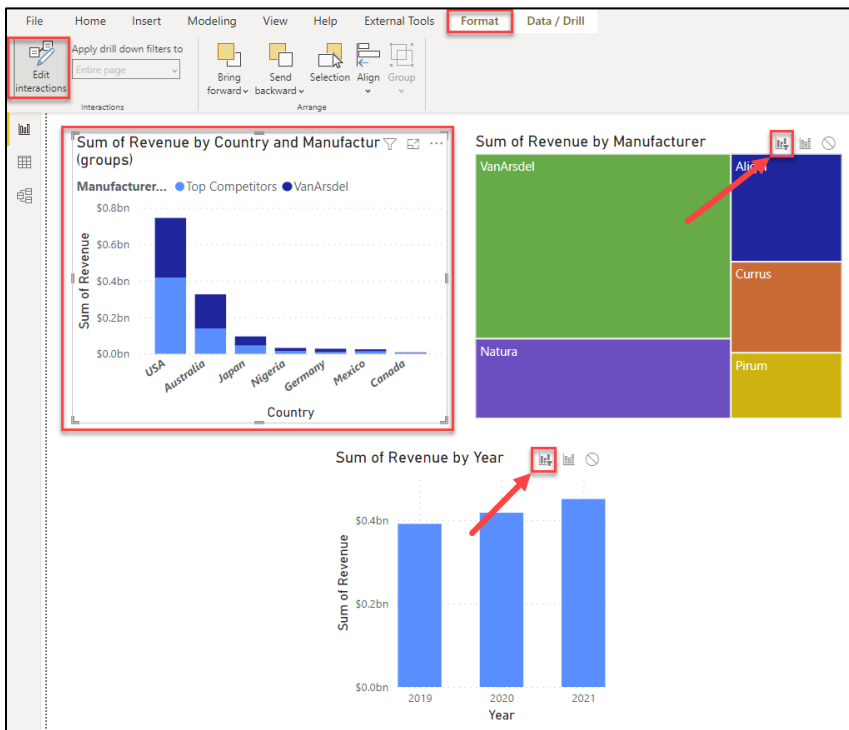 File Home Insert Modeling View Help External Tools Format Data / Drill
Edit interactions
Apply drill down filters to
Entire page
Interactions
Bring forward
Send backward
Selection
Align
Group
Arrange
Sum of Revenue by Country and Manufactur
(groups)
Manufacturer... Top Competitors VanArsdel
$0.8bn
$0.6bn
$0.4bn
$0.2bn
$0.0bn
Sum of Revenue
USA Australia Japan Nigeria Germany Mexico Canada
Country
Sum of Revenue by Manufacturer
VanArsdel
Natura
Currus
Pirum
Sum of Revenue by Year
$0.4bn
$0.2bn
$0.0bn
Sum of Revenue
2019 2020 2021
Year